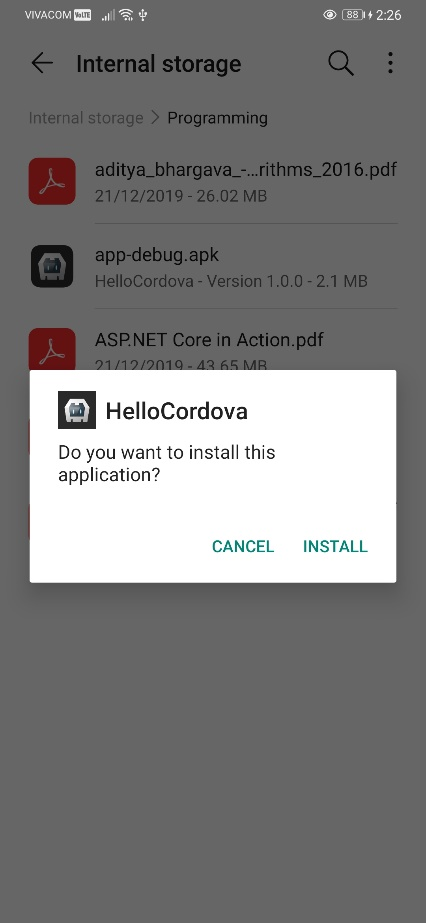 VIVACOM VoLTE 88 2:26
Internal storage
Internal storage > Programming
aditya_bhargava_-...rithms_2016.pdf
21/12/2019 - 26.02 MB
app-debug.apk
HelloCordova - Version 1.0.0 - 2.1 MB
ASP.NET Core in Action.pdf
21/12/2019 - 43.65 MB
HelloCordova
Do you want to install this
application?
CANCEL INSTALL